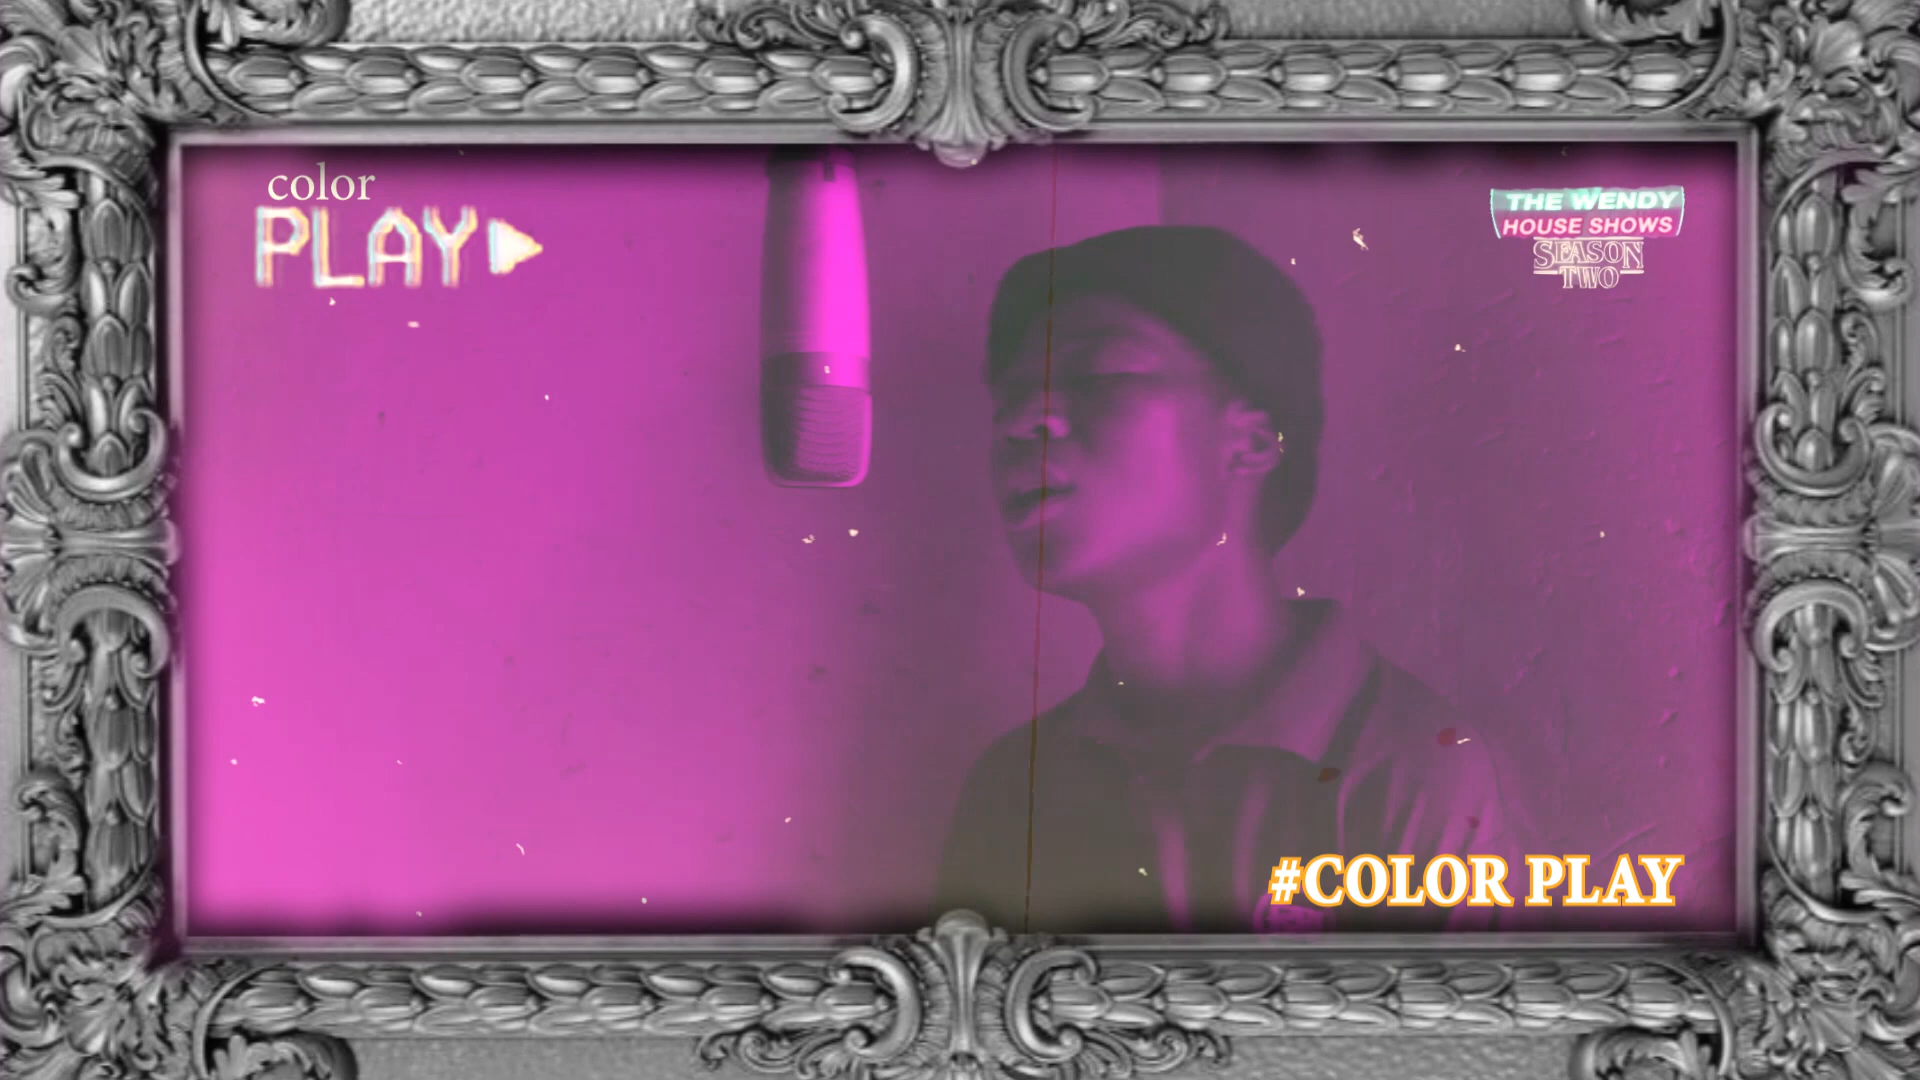 color
PLAY
THE WENDY
HOUSE SHOWS
SEASON
TWO
#COLOR PLAY